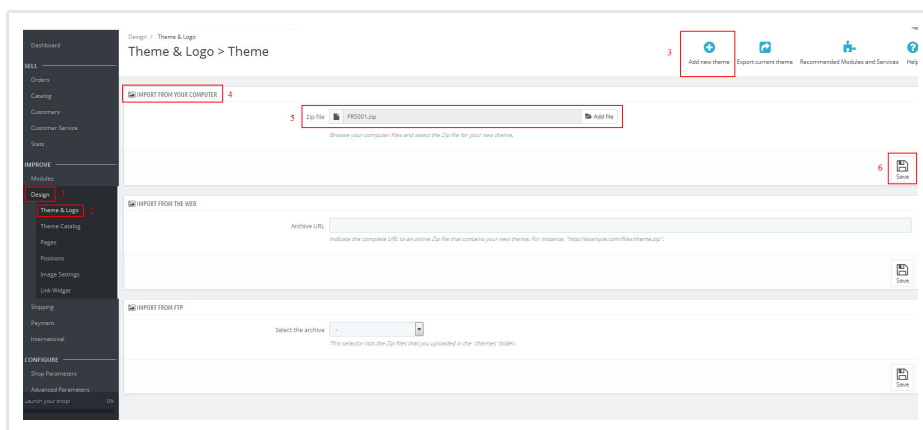 Dashboard
SELL
Orders
Catalog
Customers
Customer Service
Stats
IMPROVE
Modules
Design 1
Theme & Logo 2
Theme Catalog
Pages
Positions
Image Settings
Link Widget
Shipping
Payment
International
CONFIGURE
Shop Parameters
Advanced Parameters
Launch your shop! 0%
Design / Theme & Logo
Theme & Logo > Theme
3
Add new theme
Export current theme
Recommended Modules and Services
Help
IMPORT FROM YOUR COMPUTER 4
5 Zip file PRS001.zip Add file
Browse your computer files and select the Zip file for your new theme.
6
Save
IMPORT FROM THE WEB
Archive URL
Indicate the complete URL to an online Zip file that contains your new theme. For instance, "http://example.com/files/theme.zip".
Save
IMPORT FROM FTP
Select the archive -
This selector lists the Zip files that you uploaded in the '/themes' folder.
Save